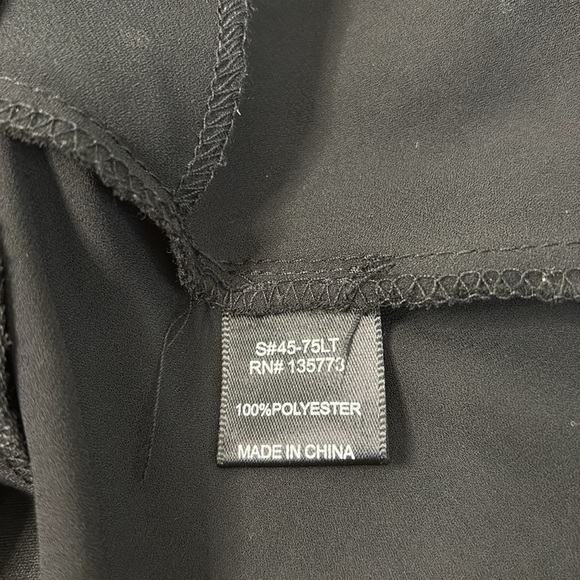 S#45-75LT
RN# 135773
100%POLYESTER
MADE IN CHINA